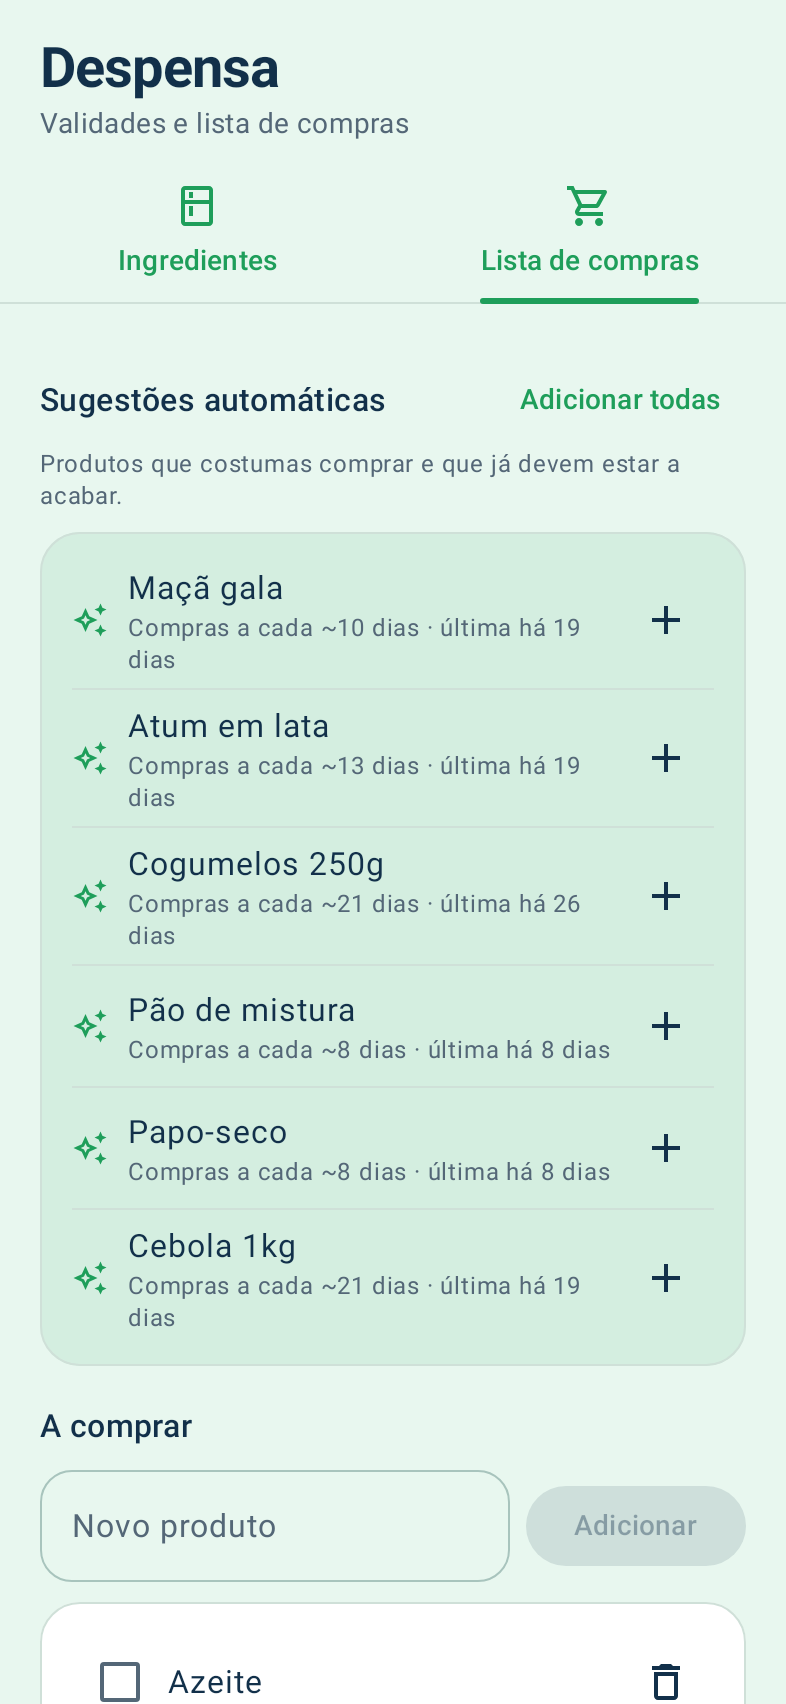 Despensa
Validades e lista de compras
Ingredientes
Lista de compras
Sugestões automáticas
Adicionar todas
Produtos que costumas comprar e que já devem estar a
acabar.
Maçã gala
Compras a cada ~10 dias · última há 19
dias
Atum em lata
Compras a cada ~13 dias · última há 19
dias
Cogumelos 250g
Compras a cada ~21 dias · última há 26
dias
Pão de mistura
Compras a cada ~8 dias · última há 8 dias
Papo-seco
Compras a cada ~8 dias · última há 8 dias
Cebola 1kg
Compras a cada ~21 dias · última há 19
dias
A comprar
Novo produto
Adicionar
Azeite